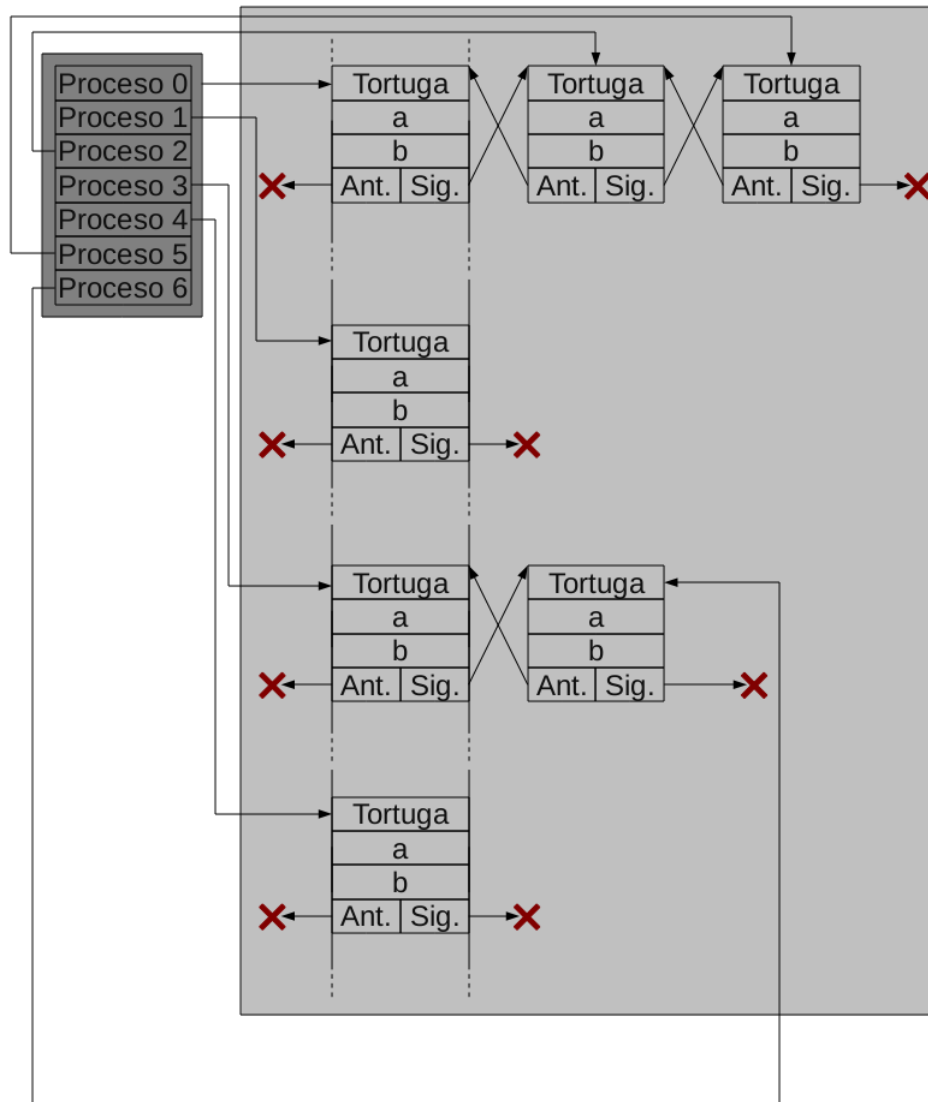 Proceso 0
Proceso 1
Proceso 2
Proceso 3
Proceso 4
Proceso 5
Proceso 6
Tortuga
a
b
Ant. Sig.
Tortuga
a
b
Ant. Sig.
Tortuga
a
b
Ant. Sig.
Tortuga
a
b
Ant. Sig.
Tortuga
a
b
Ant. Sig.
Tortuga
a
b
Ant. Sig.
Tortuga
a
b
Ant. Sig.